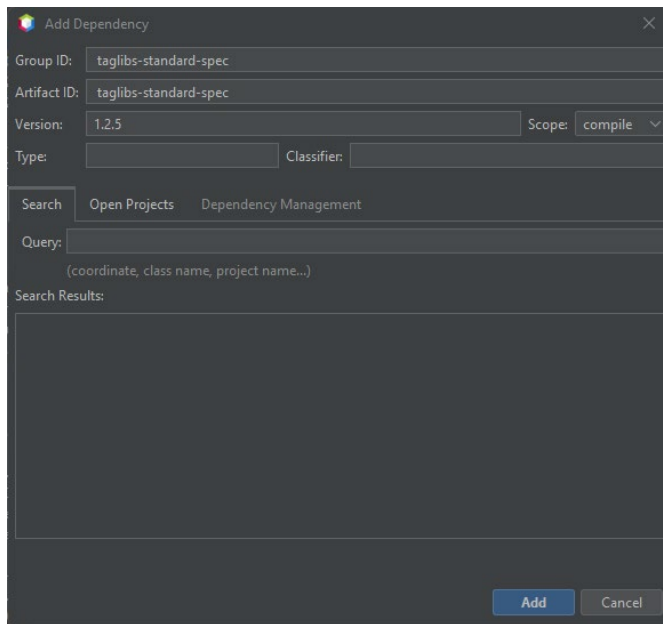 Add Dependency
Group ID: taglibs-standard-spec
Artifact ID: taglibs-standard-spec
Version: 1.2.5 Scope: compile
Type: Classifier:
Search Open Projects Dependency Management
Query:
(coordinate, class name, project name...)
Search Results:
Add Cancel